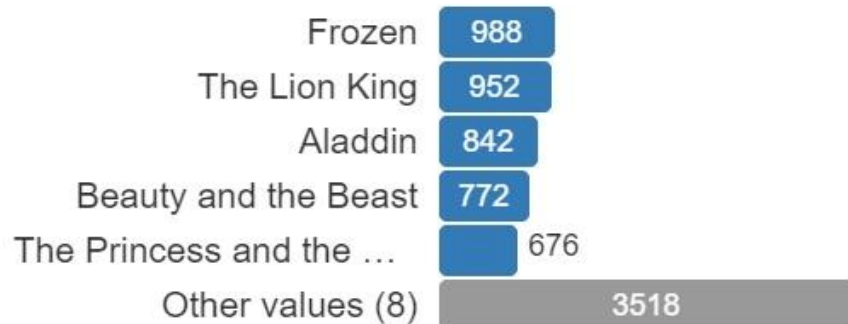 Frozen 988
The Lion King 952
Aladdin 842
Beauty and the Beast 772
The Princess and the ... 676
Other values (8) 3518